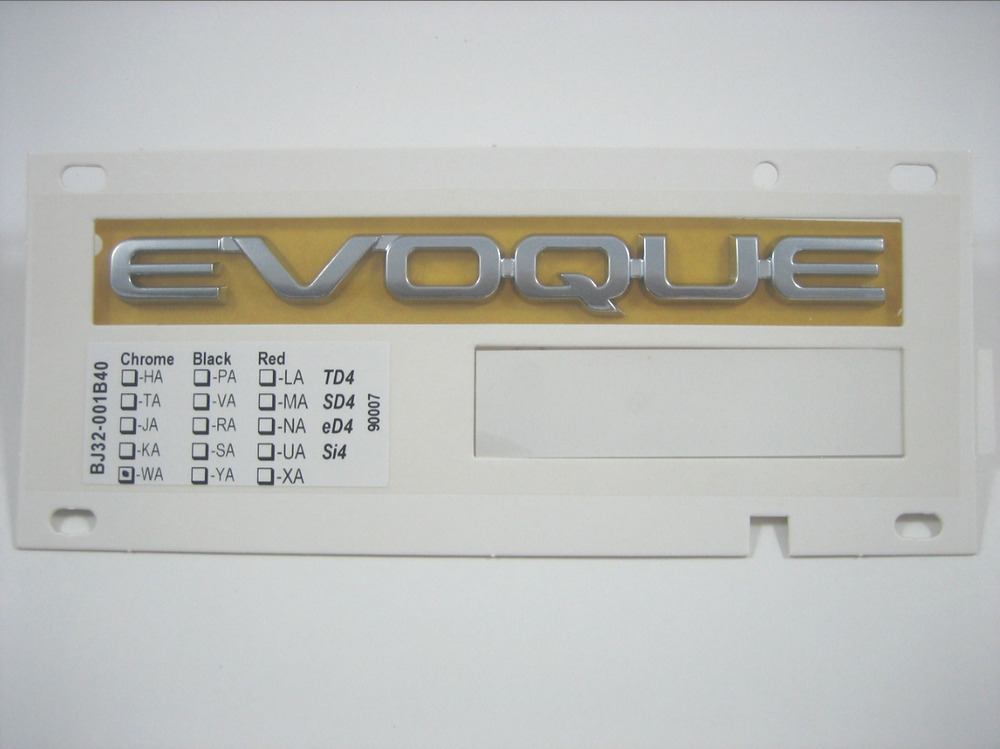 EVOQUE
BJ32-001B40
Chrome Black Red
-HA -PA -LA TD4
-TA -VA -MA SD4
-JA -RA -NA eD4
-KA -SA -UA Si4
-WA -YA -XA
90007